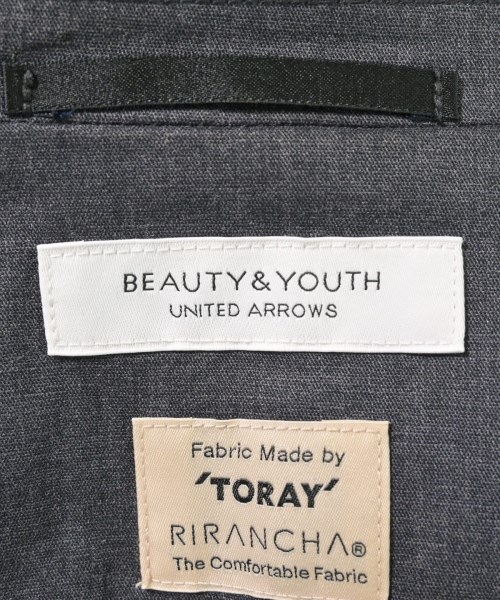 BEAUTY&YOUTH
UNITED ARROWS
Fabric Made by
'TORAY'
RIRANCHA®
The Comfortable Fabric